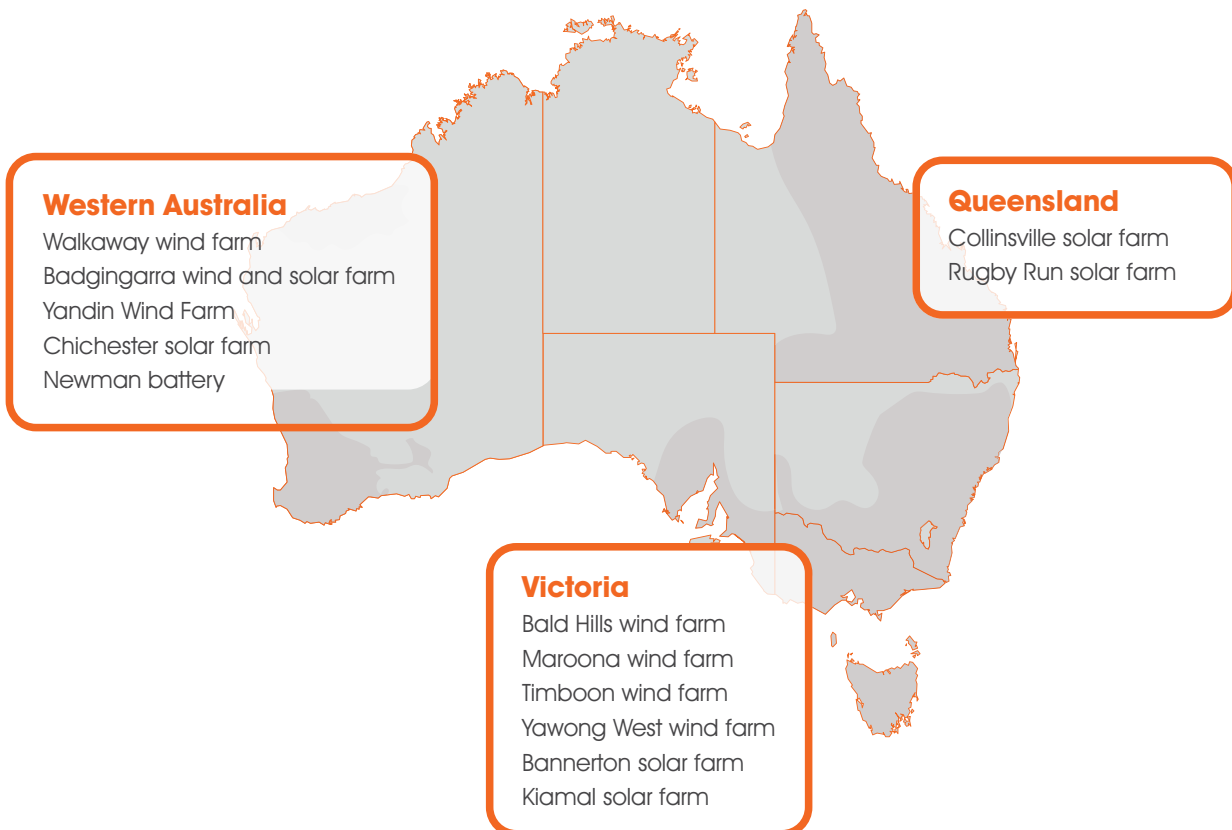 Western Australia
Walkaway wind farm
Badgingarra wind and solar farm
Yandin Wind Farm
Chichester solar farm
Newman battery
Queensland
Collinsville solar farm
Rugby Run solar farm
Victoria
Bald Hills wind farm
Maroona wind farm
Timboon wind farm
Yawong West wind farm
Bannerton solar farm
Kiamal solar farm